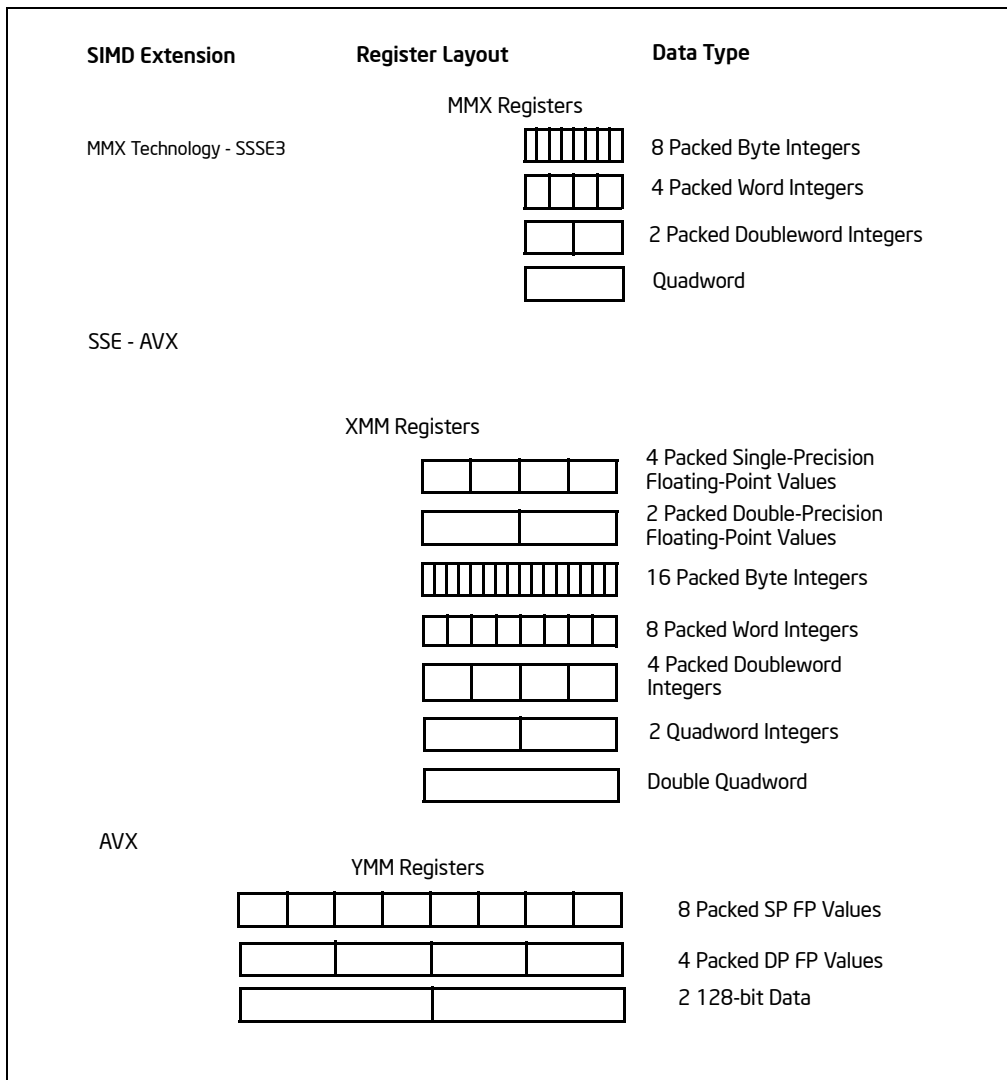 SIMD Extension Register Layout Data Type
MMX Registers
MMX Technology - SSSE3 8 Packed Byte Integers
4 Packed Word Integers
2 Packed Doubleword Integers
Quadword
SSE - AVX
XMM Registers
4 Packed Single-Precision
Floating-Point Values
2 Packed Double-Precision
Floating-Point Values
16 Packed Byte Integers
8 Packed Word Integers
4 Packed Doubleword
Integers
2 Quadword Integers
Double Quadword
AVX
YMM Registers
8 Packed SP FP Values
4 Packed DP FP Values
2 128-bit Data